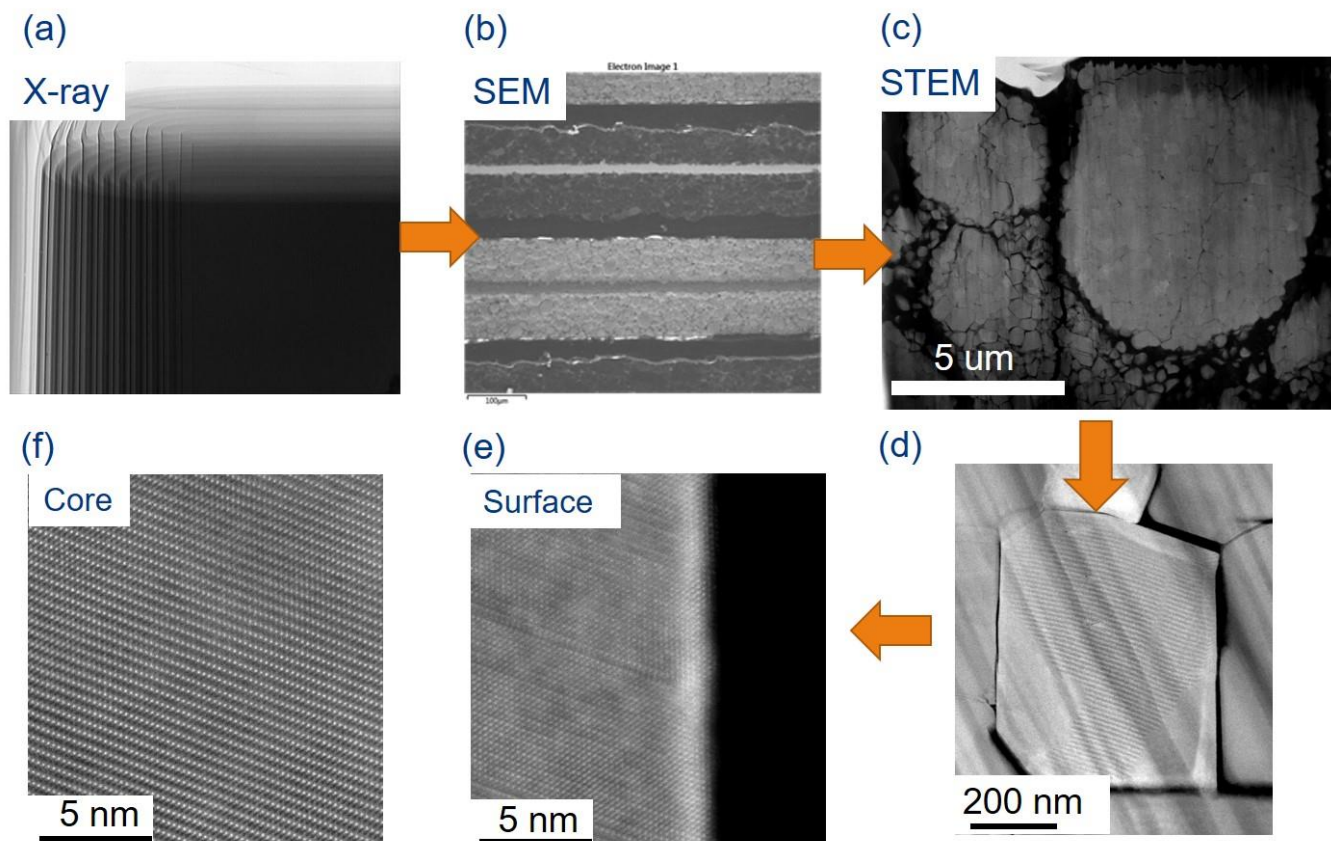 (a)
X-ray
(b)
Electron Image 1
SEM
100µm
(c)
STEM
5 um
(d)
200 nm
(e)
Surface
5 nm
(f)
Core
5 nm